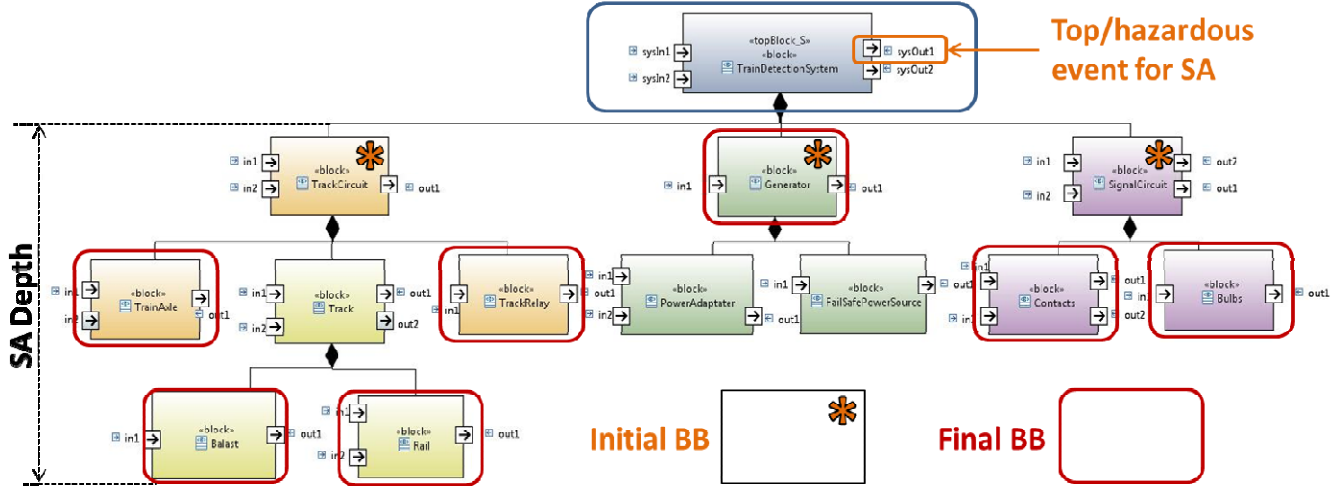 «topBlock_S»
«block»
TrainDetectionSystem
sysIn1
sysIn2
sysOut1
sysOut2
Top/hazardous
event for SA
SA Depth
in1
in2
«block»
TrackCircuit
out1
in1
«block»
Generator
out1
in1
in2
«block»
SignalCircuit
out2
out1
in1
in2
«block»
TrainAxle
out1
in1
in2
«block»
Track
out1
out2
in1
«block»
TrackRelay
out1
in1
in2
«block»
PowerAdaptater
out1
in1
«block»
FailSafePowerSource
out1
in1
in1
«block»
Contacts
out1
out2
in1
«block»
Bulbs
out1
in1
«block»
Balast
out1
in1
in2
«block»
Rail
out1
Initial BB
Final BB